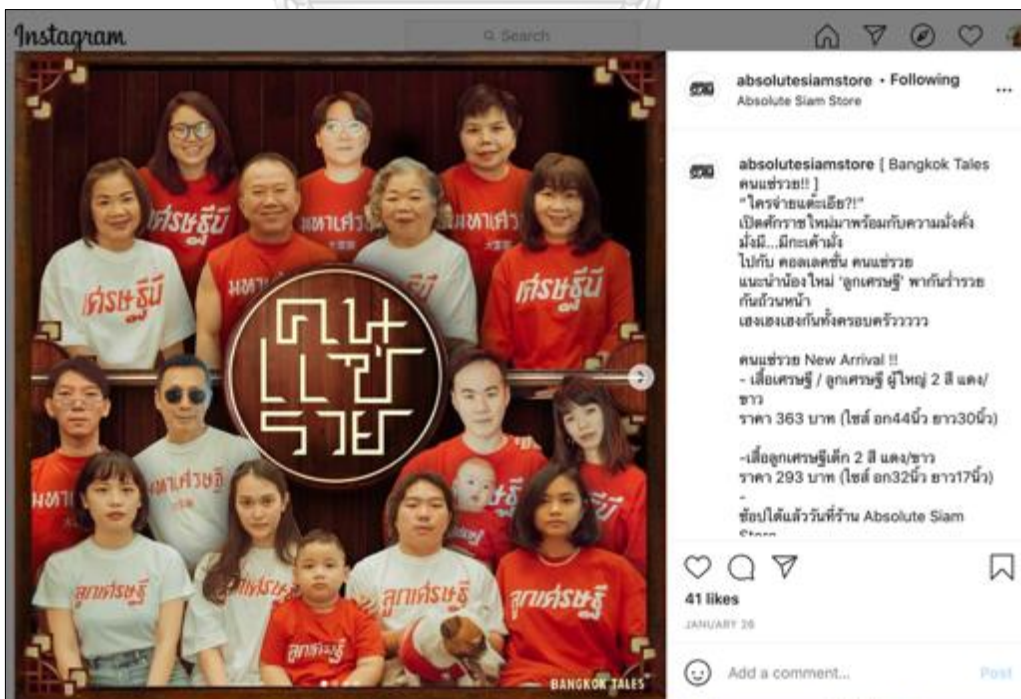 Instagram
Search
absolutesiamstore • Following
Absolute Siam Store
absolutesiamstore [ Bangkok Tales
คนแซ่รวย!! ]
"ใครจ่ายแต๊ะเอีย?!"
เปิดศักราชใหม่มาพร้อมกับความมั่งคั่ง
มั่งมี...มีกะเค้ามั่ง
ไปกับ คอลเลคชั่น คนแซ่รวย
แนะนำน้องใหม่ 'ลูกเศรษฐี' พากันร่ำรวย
กันถ้วนหน้า
เฮงเฮงเฮงกันทั้งครอบครัววววว
คนแซ่รวย New Arrival !!
- เสื้อเศรษฐี / ลูกเศรษฐี ผู้ใหญ่ 2 สี แดง/
ขาว
ราคา 363 บาท (ไซส์ อก44นิ้ว ยาว30นิ้ว)
-เสื้อลูกเศรษฐีเด็ก 2 สี แดง/ขาว
ราคา 293 บาท (ไซส์ อก32นิ้ว ยาว17นิ้ว)
-
ช้อปได้แล้ววันที่ร้าน Absolute Siam
Store
41 likes
JANUARY 26
Add a comment...
Post
เศรษฐีนี
มหาเศร
เศรษฐีนี
เศรษฐีนี
คน
แซ่
รวย
มหาเศรษฐี
ลูกเศรษฐี
ลูกเศรษฐี
ลูกเศรษฐี
ลูกเศรษฐี
BANGKOK TALES